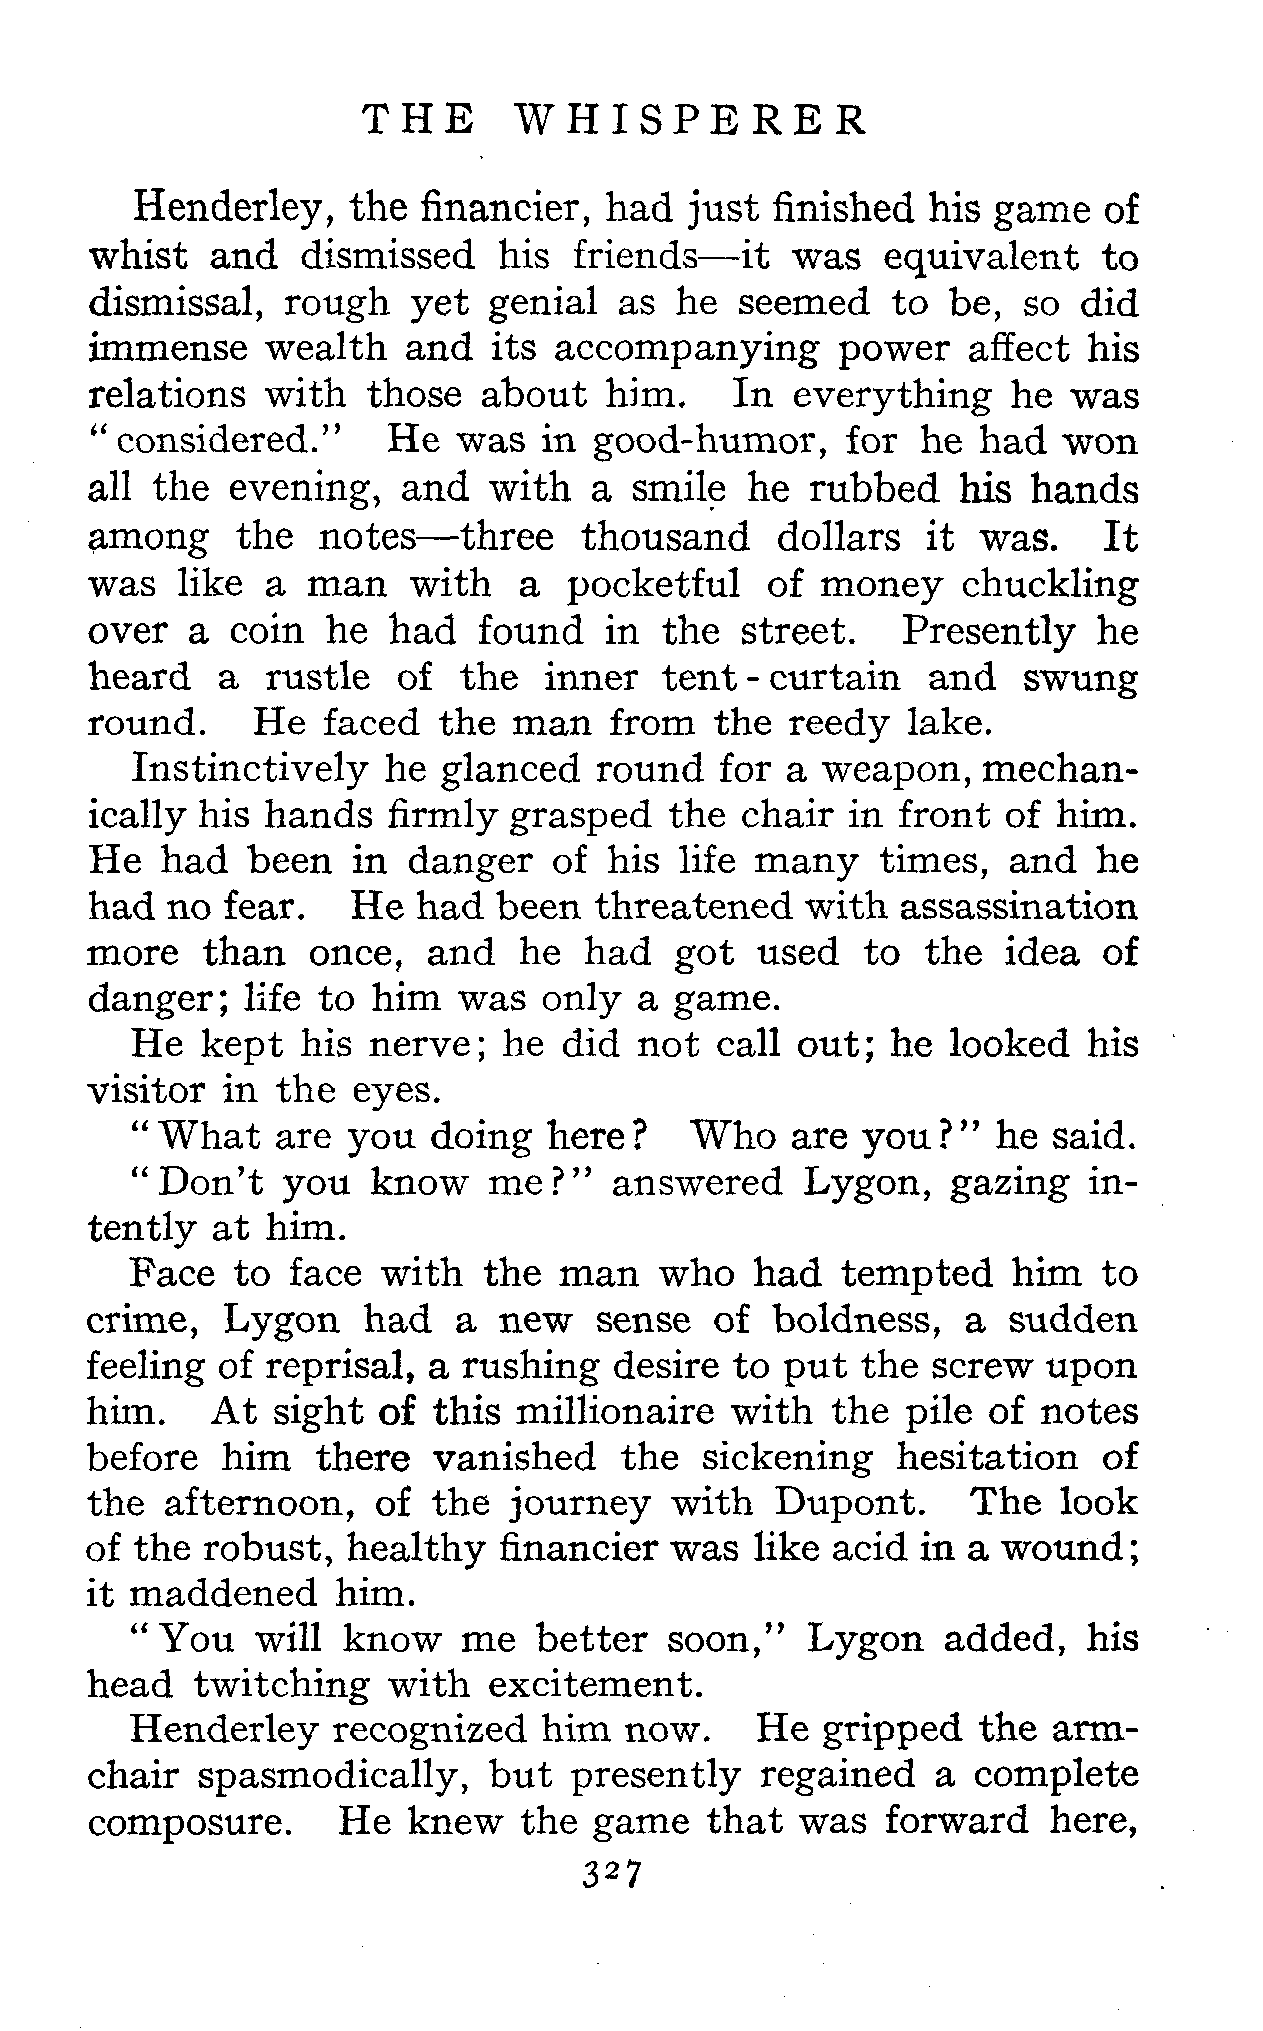 THE WHISPERER
Henderley, the financier, had just finished his game of
whist and dismissed his friends—it was equivalent to
dismissal, rough yet genial as he seemed to be, so did
immense wealth and its accompanying power affect his
relations with those about him. In everything he was
"considered." He was in good-humor, for he had won
all the evening, and with a smile he rubbed his hands
among the notes—three thousand dollars it was. It
was like a man with a pocketful of money chuckling
over a coin he had found in the street. Presently he
heard a rustle of the inner tent-curtain and swung
round. He faced the man from the reedy lake.
Instinctively he glanced round for a weapon, mechan-
ically his hands firmly grasped the chair in front of him.
He had been in danger of his life many times, and he
had no fear. He had been threatened with assassination
more than once, and he had got used to the idea of
danger; life to him was only a game.
He kept his nerve; he did not call out; he looked his
visitor in the eyes.
"What are you doing here? Who are you?" he said.
"Don't you know me?" answered Lygon, gazing in-
tently at him.
Face to face with the man who had tempted him to
crime, Lygon had a new sense of boldness, a sudden
feeling of reprisal, a rushing desire to put the screw upon
him. At sight of this millionaire with the pile of notes
before him there vanished the sickening hesitation of
the afternoon, of the journey with Dupont. The look
of the robust, healthy financier was like acid in a wound;
it maddened him.
"You will know me better soon," Lygon added, his
head twitching with excitement.
Henderley recognized him now. He gripped the arm-
chair spasmodically, but presently regained a complete
composure. He knew the game that was forward here,
327